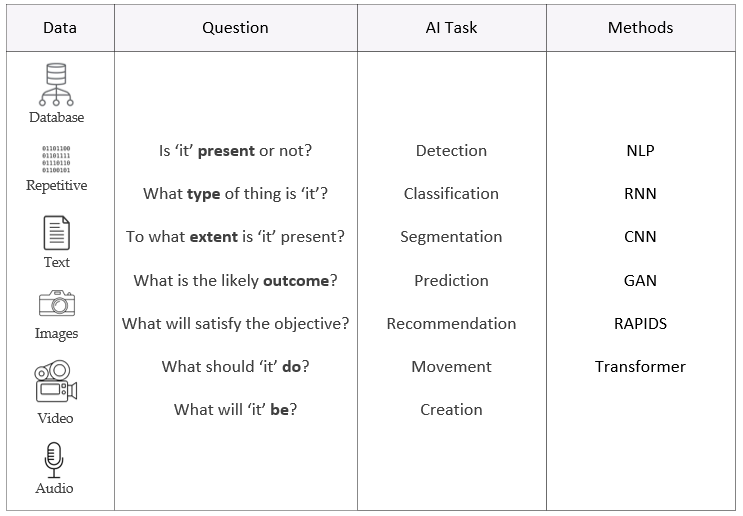 Data Question AI Task Methods
Database
01101100
01101111
01110110
01100101
Is ‘it’ present or not? Detection NLP
Repetitive
What type of thing is ‘it’? Classification RNN
To what extent is ‘it’ present? Segmentation CNN
Text
What is the likely outcome? Prediction GAN
What will satisfy the objective? Recommendation RAPIDS
Images
What should ‘it’ do? Movement Transformer
What will ‘it’ be? Creation
Video
Audio